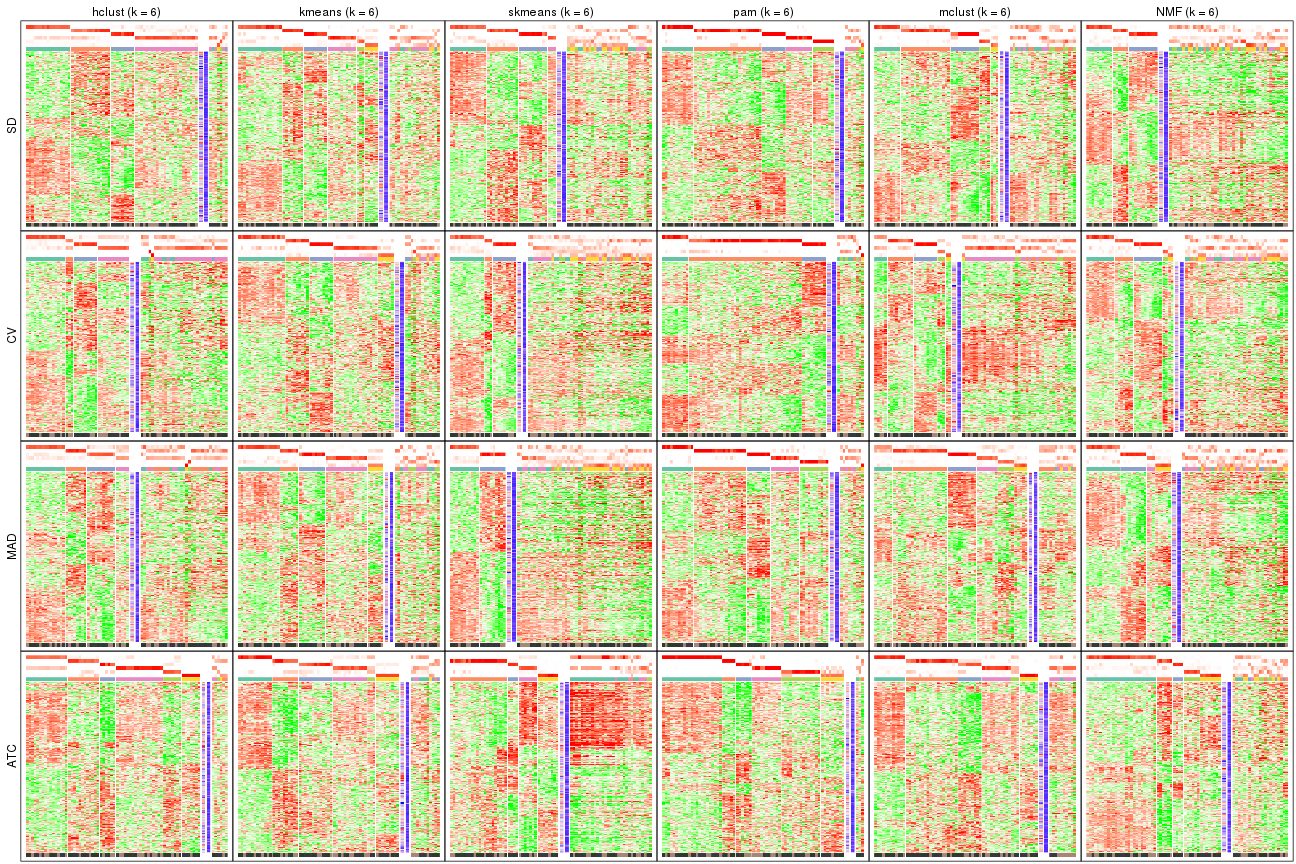 hclust (k = 6) kmeans (k = 6) skmeans (k = 6) pam (k = 6) mclust (k = 6) NMF (k = 6)
SD
CV
MAD
ATC